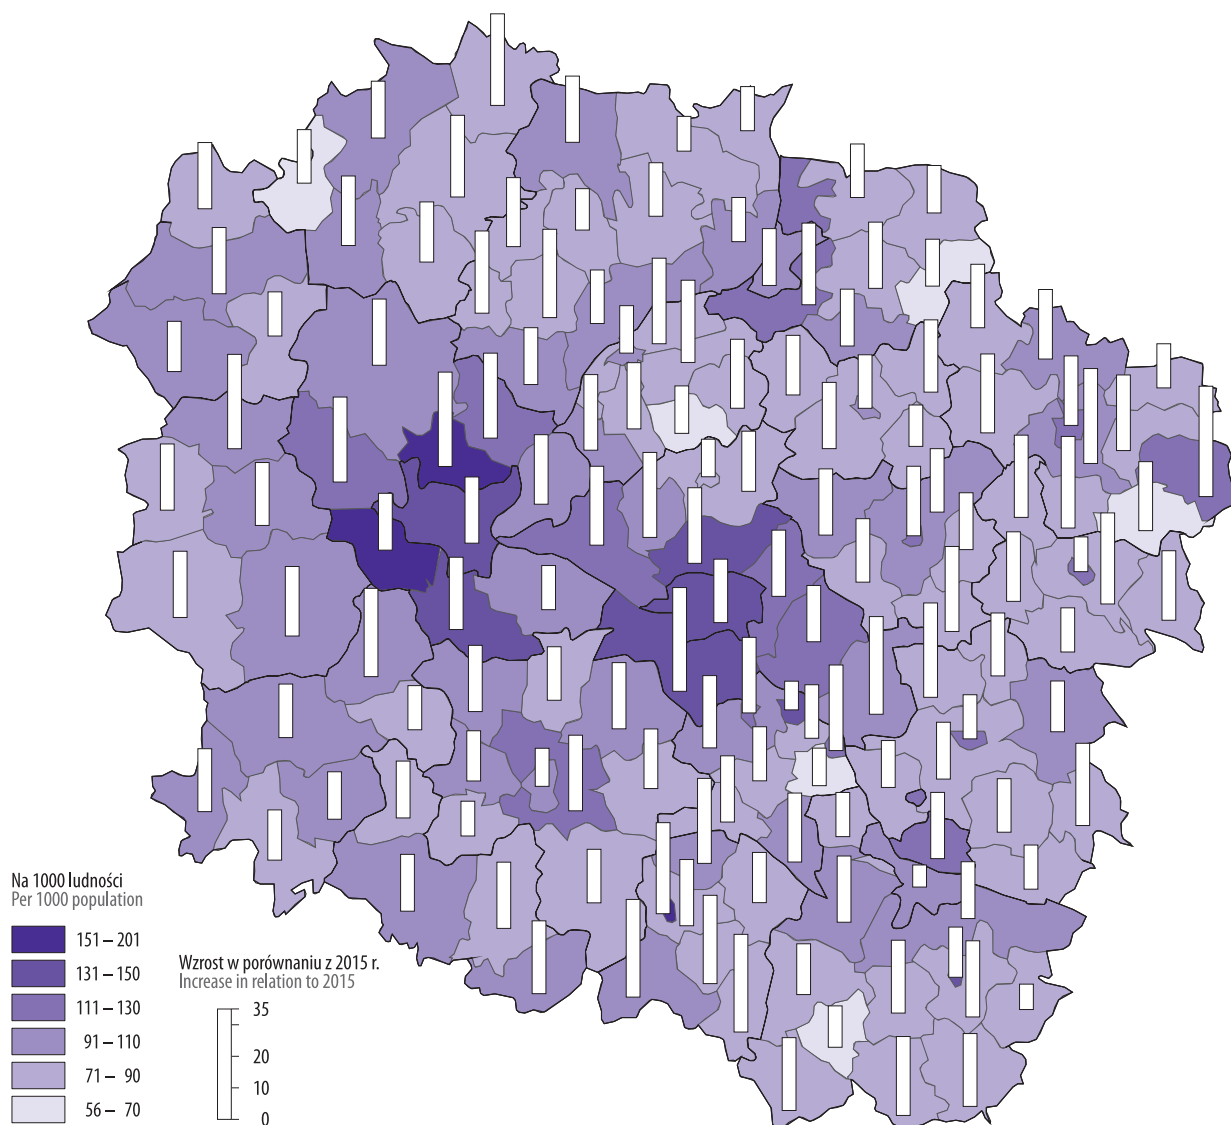 Na 1000 ludności
Per 1000 population
151 – 201
131 – 150
111 – 130
91 – 110
71 – 90
56 – 70
Wzrost w porównaniu z 2015 r.
Increase in relation to 2015
35
20
10
0